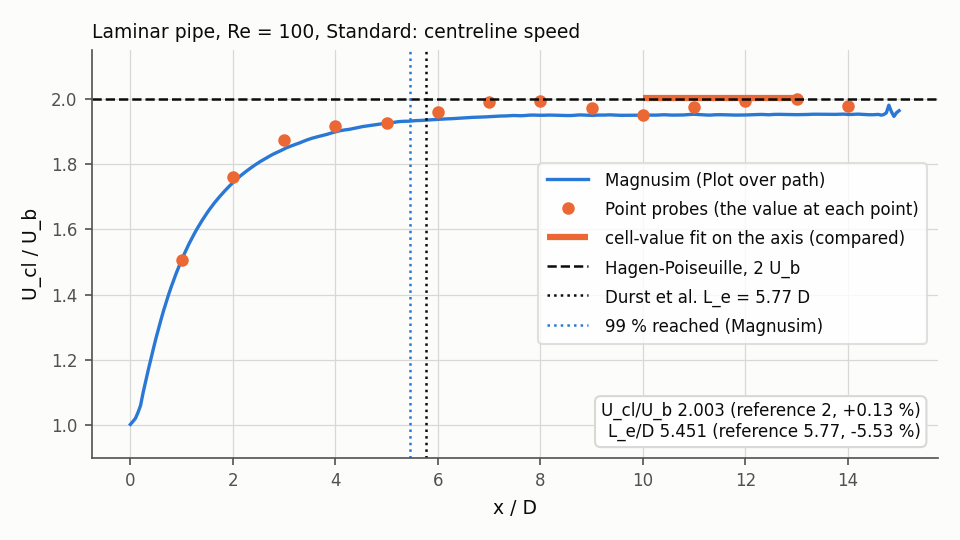 Laminar pipe, Re = 100, Standard: centreline speed
U_cl / U_b
2.0
1.8
1.6
1.4
1.2
1.0
Magnusim (Plot over path)
Point probes (the value at each point)
cell-value fit on the axis (compared)
Hagen-Poiseuille, 2 U_b
Durst et al. L_e = 5.77 D
99 % reached (Magnusim)
U_cl/U_b 2.003 (reference 2, +0.13 %)
L_e/D 5.451 (reference 5.77, -5.53 %)
0 2 4 6 8 10 12 14
x / D